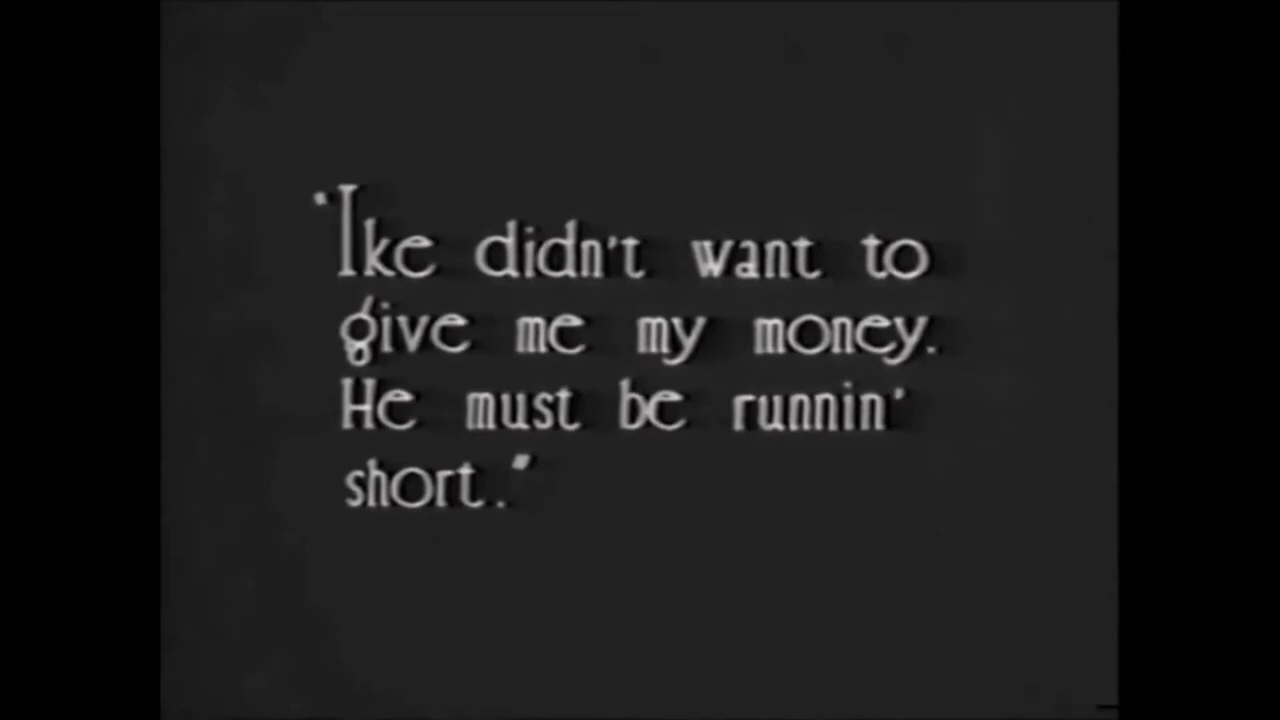 "Ike didn't want to
give me my money.
He must be runnin'
short.."